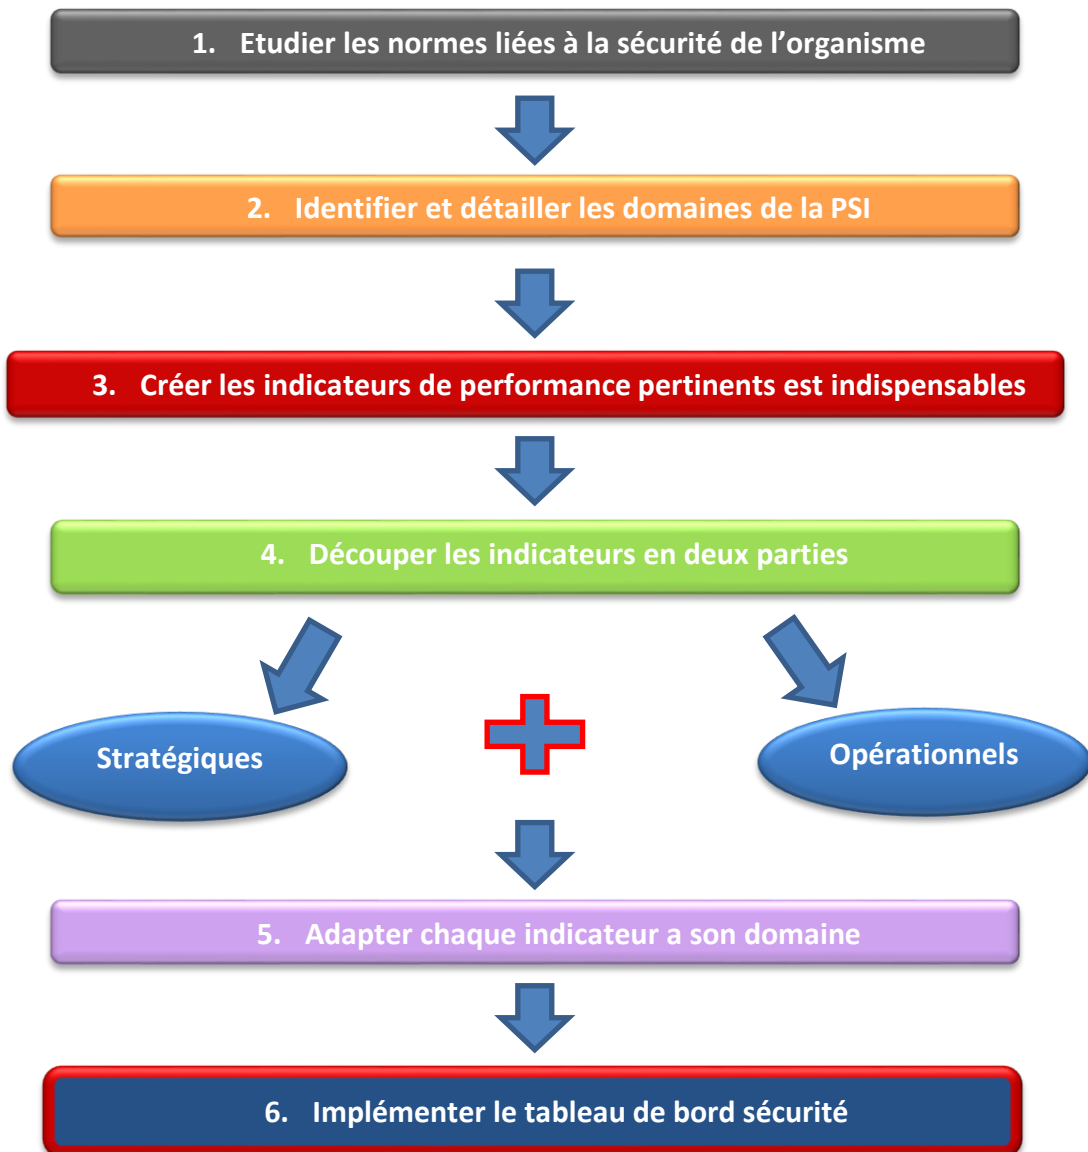 1. Etudier les normes liées à la sécurité de l’organisme
2. Identifier et détailler les domaines de la PSI
3. Créer les indicateurs de performance pertinents est indispensables
4. Découper les indicateurs en deux parties
Stratégiques
Opérationnels
5. Adapter chaque indicateur a son domaine
6. Implémenter le tableau de bord sécurité